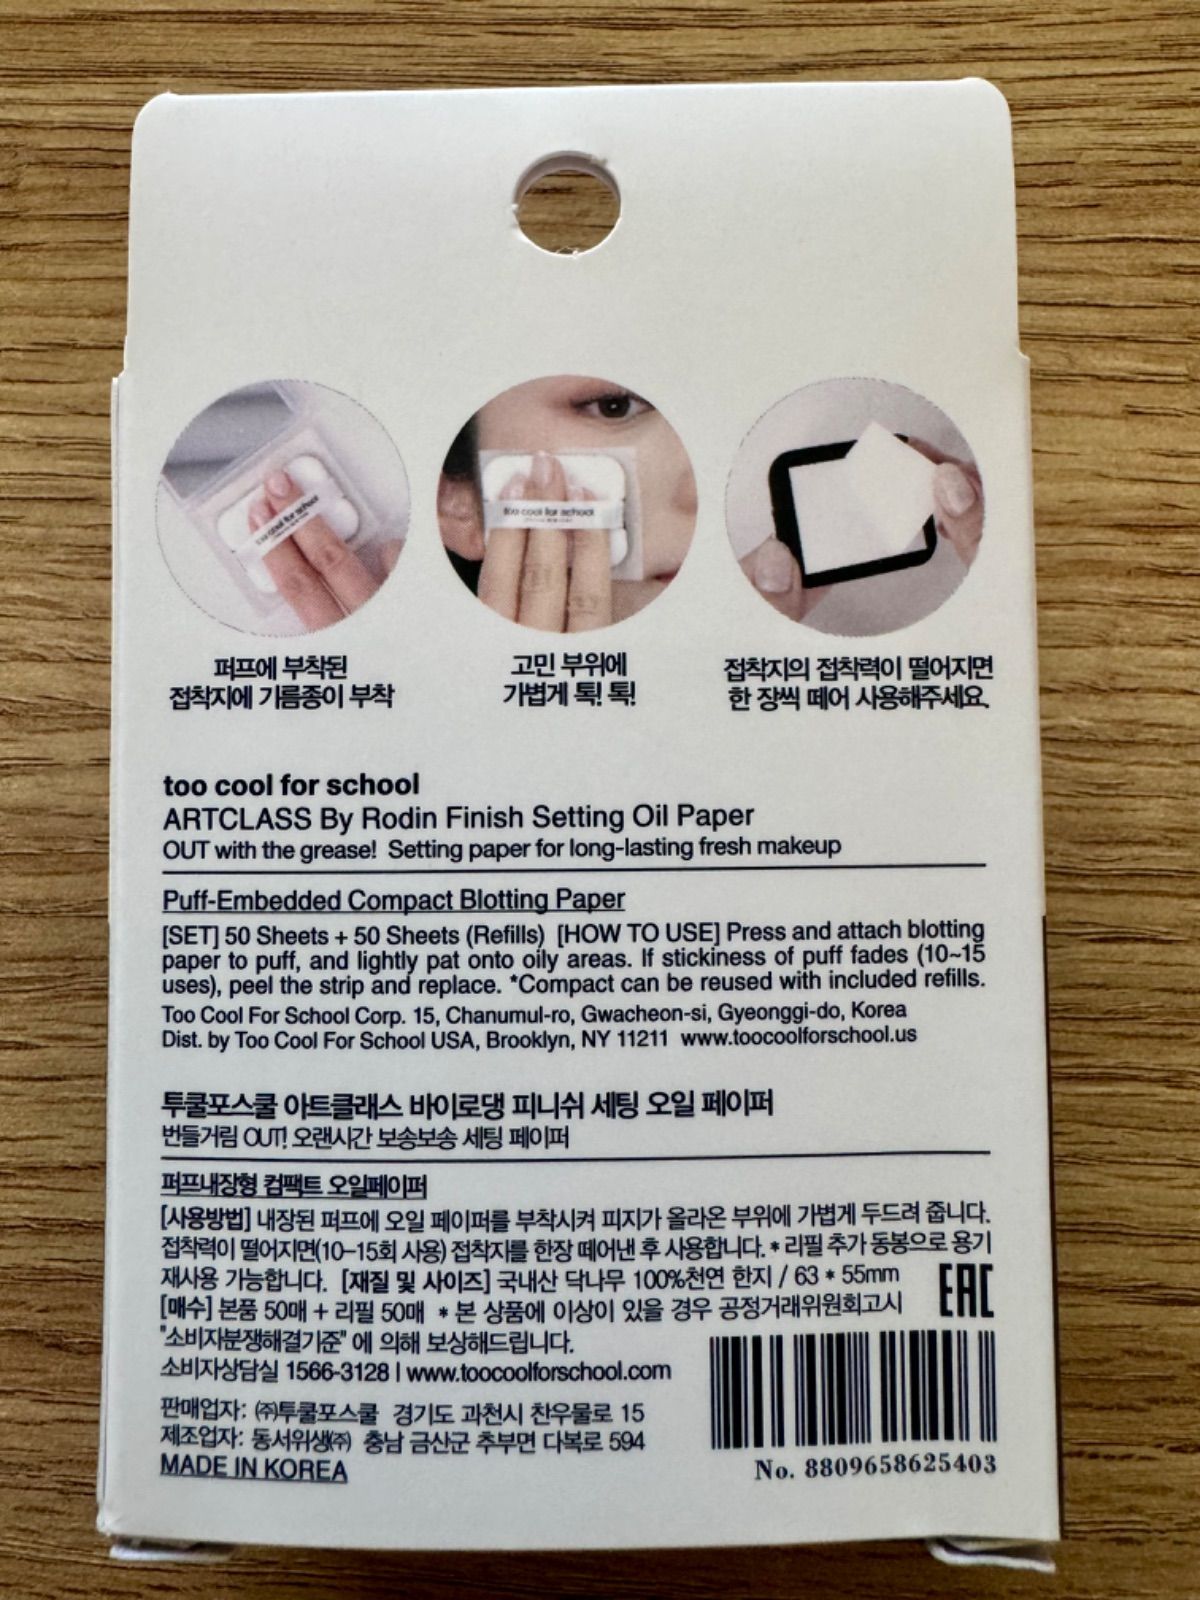 too cool for school
too cool for school
퍼프에 부착된
접착지에 기름종이 부착
고민 부위에
가볍게 톡! 톡!
접착지의 접착력이 떨어지면
한 장씩 떼어 사용해주세요.
too cool for school
ARTCLASS By Rodin Finish Setting Oil Paper
OUT with the grease! Setting paper for long-lasting fresh makeup
Puff-Embedded Compact Blotting Paper
[SET] 50 Sheets + 50 Sheets (Refills) [HOW TO USE] Press and attach blotting
paper to puff, and lightly pat onto oily areas. If stickiness of puff fades (10~15
uses), peel the strip and replace. *Compact can be reused with included refills.
Too Cool For School Corp. 15, Chanumul-ro, Gwacheon-si, Gyeonggi-do, Korea
Dist. by Too Cool For School USA, Brooklyn, NY 11211 www.toocoolforschool.us
투쿨포스쿨 아트클래스 바이로댕 피니쉬 세팅 오일 페이퍼
번들거림 OUT! 오랜시간 보송보송 세팅 페이퍼
퍼프내장형 컴팩트 오일페이퍼
[사용방법] 내장된 퍼프에 오일 페이퍼를 부착시켜 피지가 올라온 부위에 가볍게 두드려 줍니다.
접착력이 떨어지면(10-15회 사용) 접착지를 한장 떼어낸 후 사용합니다. * 리필 추가 동봉으로 용기
재사용 가능합니다. [재질 및 사이즈] 국내산 닥나무 100%천연 한지 / 63 * 55mm
[매수] 본품 50매 + 리필 50매 * 본 상품에 이상이 있을 경우 공정거래위원회고시
"소비자분쟁해결기준" 에 의해 보상해드립니다.
소비자상담실 1566-3128 | www.toocoolforschool.com
EAC
판매업자: ㈜투쿨포스쿨 경기도 과천시 찬우물로 15
제조업자: 동서위생㈜ 충남 금산군 추부면 다복로 594
MADE IN KOREA
No. 8809658625403